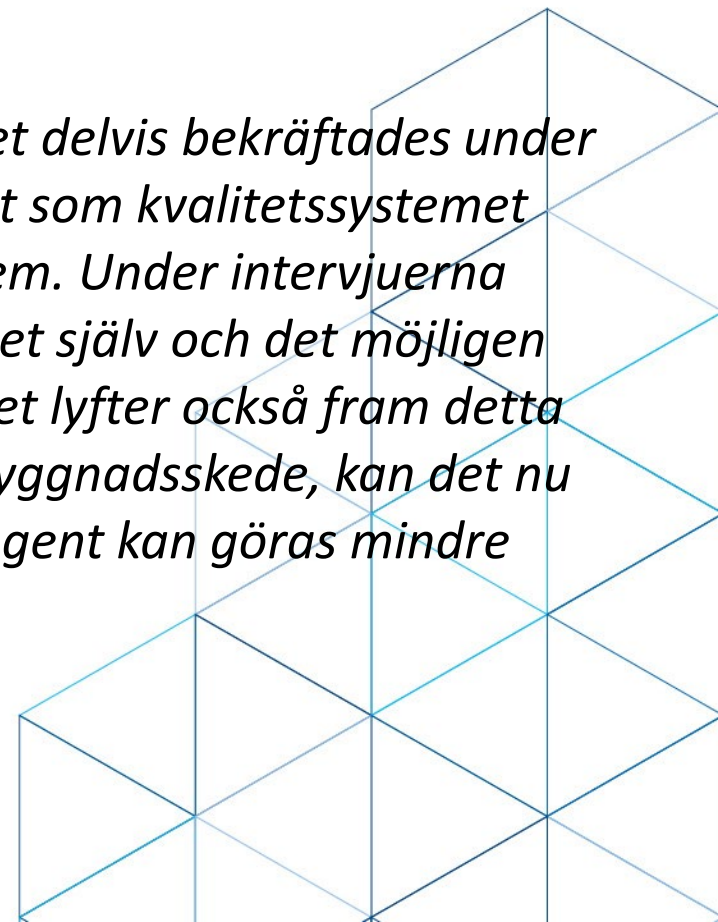 et delvis bekräftades under
t som kvalitetssystemet
em. Under intervjuerna
et själv och det möjligen
et lyfter också fram detta
yggnadsskede, kan det nu
gent kan göras mindre